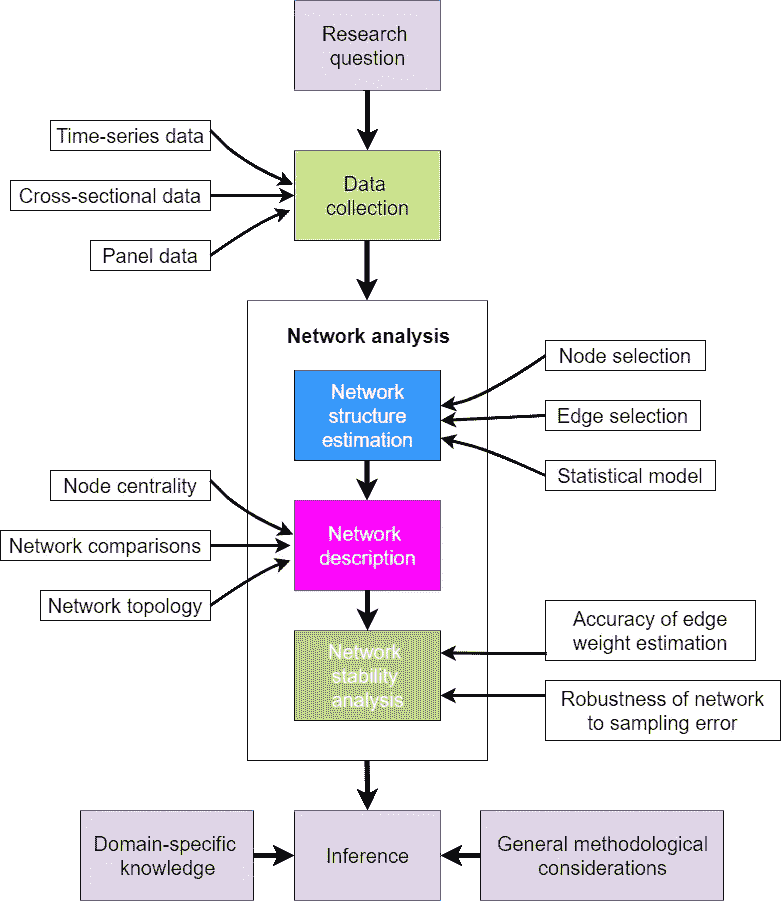 Research
question
Time-series data
Cross-sectional data
Panel data
Data
collection
Network analysis
Network
structure
estimation
Node selection
Edge selection
Statistical model
Node centrality
Network comparisons
Network topology
Network
description
Network
stability
analysis
Accuracy of edge
weight estimation
Robustness of network
to sampling error
Domain-specific
knowledge
Inference
General methodological
considerations